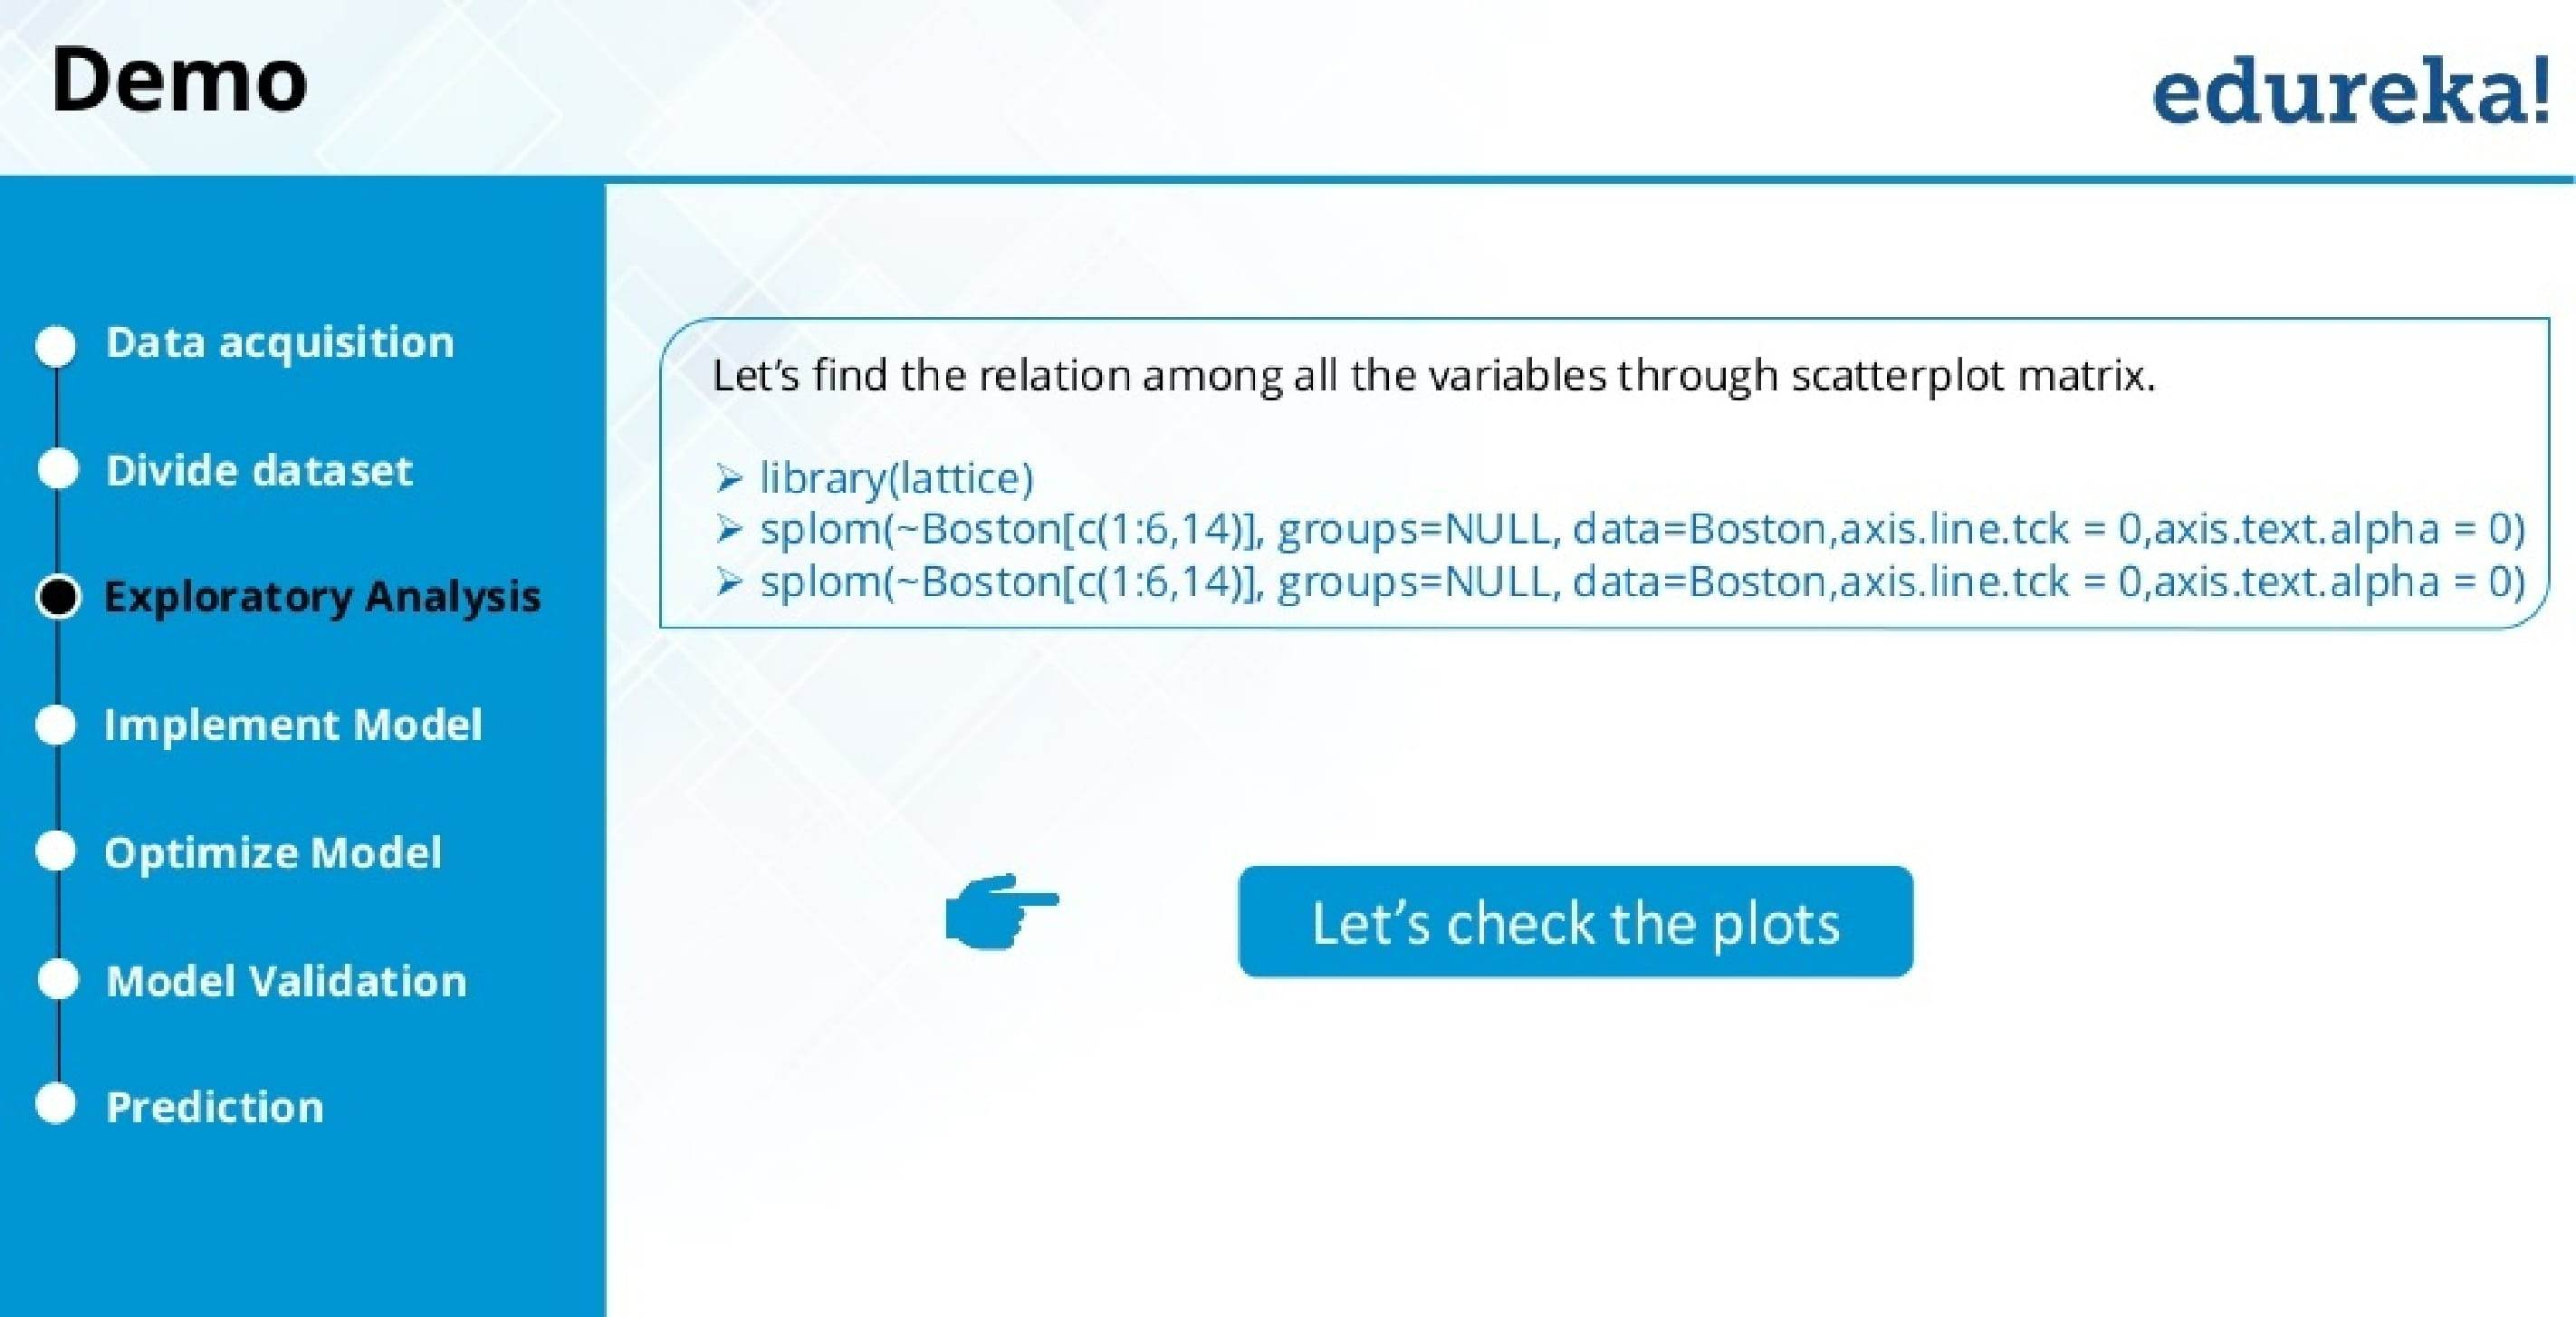 Demo
edureka!
Data acquisition
Divide dataset
Exploratory Analysis
Implement Model
Optimize Model
Model Validation
Prediction
Let’s find the relation among all the variables through scatterplot matrix.
➢ library(lattice)
➢ splom(~Boston[c(1:6,14)], groups=NULL, data=Boston,axis.line.tck = 0,axis.text.alpha = 0)
➢ splom(~Boston[c(1:6,14)], groups=NULL, data=Boston,axis.line.tck = 0,axis.text.alpha = 0)
Let’s check the plots